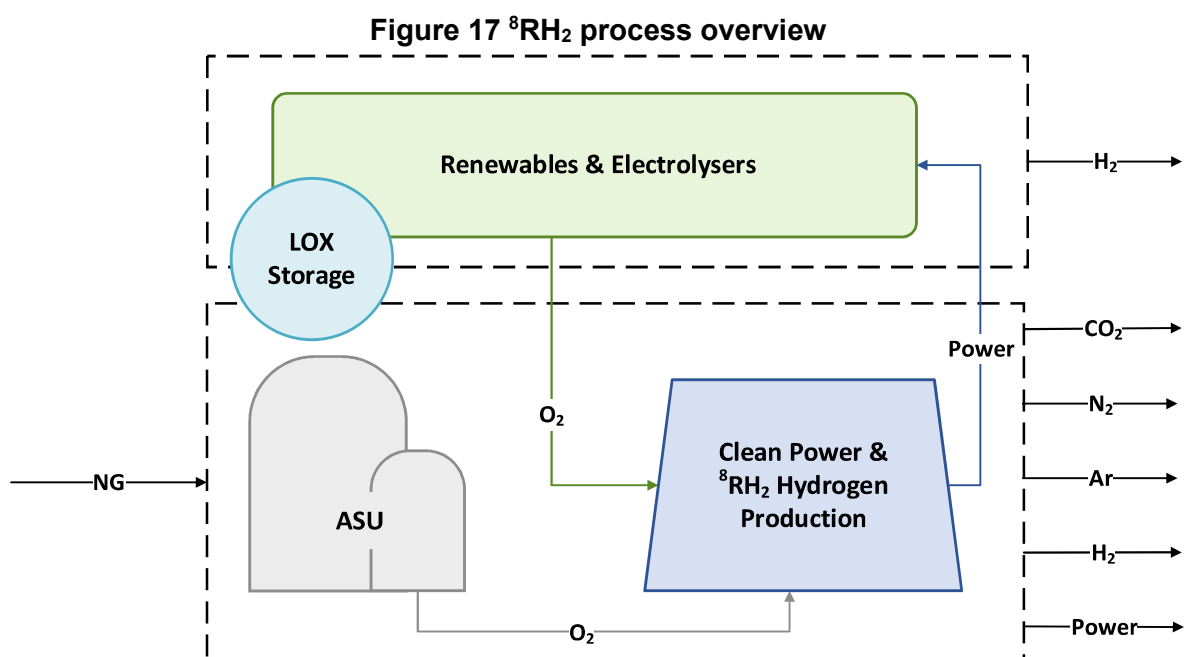 Figure 17 ⁸RH₂ process overview
Renewables & Electrolysers
H₂
LOX
Storage
CO₂
Power
N₂
O₂
Clean Power &
⁸RH₂ Hydrogen
Production
Ar
NG
ASU
H₂
O₂
Power